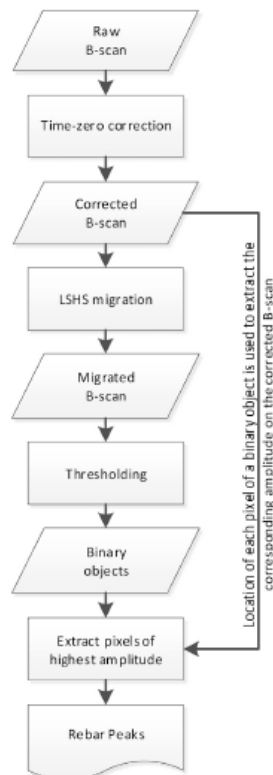 Raw
B-scan
Time-zero correction
Corrected
B-scan
LSHS migration
Migrated
B-scan
Thresholding
Binary
objects
Extract pixels of
highest amplitude
Rebar Peaks
Location of each pixel of a binary object is used to extract the
corresponding amplitude on the corrected B-scan